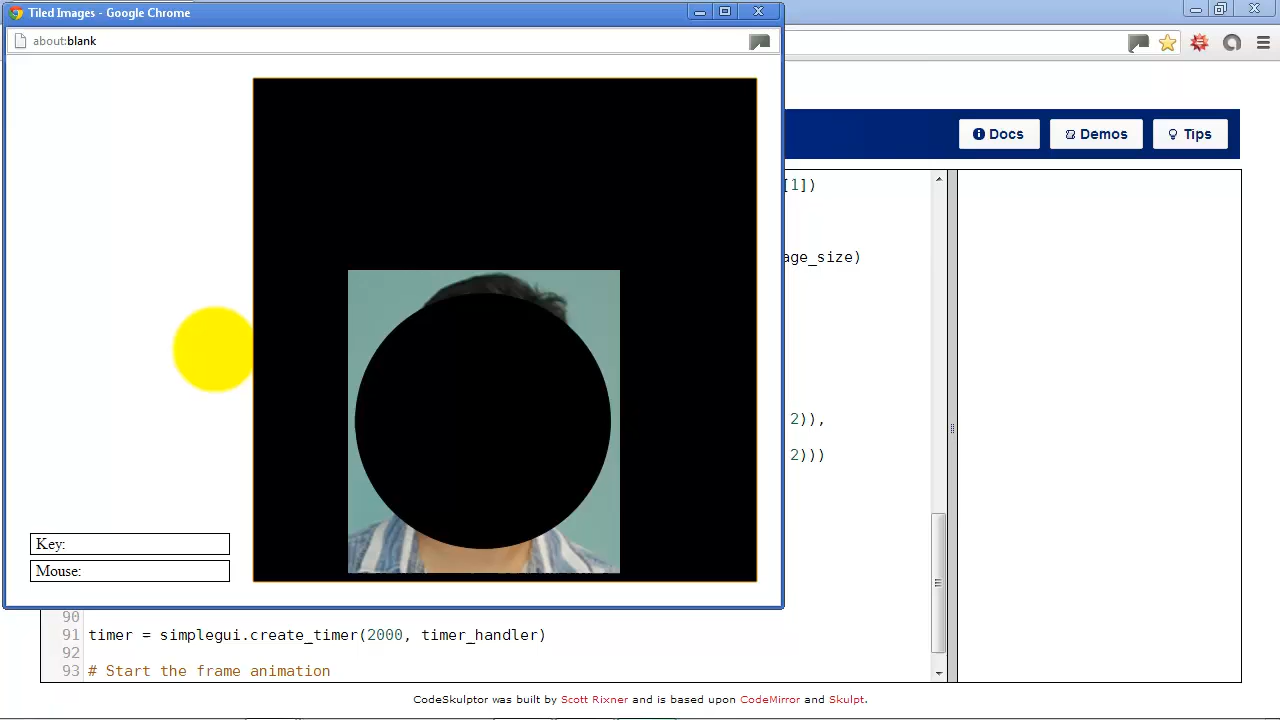 Tiled Images - Google Chrome
about:blank
Docs
Demos
Tips
[1])
age_size)
2)),
2)))
Key:
Mouse:
90
91 timer = simplegui.create_timer(2000, timer_handler)
92
93 # Start the frame animation
CodeSkulptor was built by Scott Rixner and is based upon CodeMirror and Skulpt.